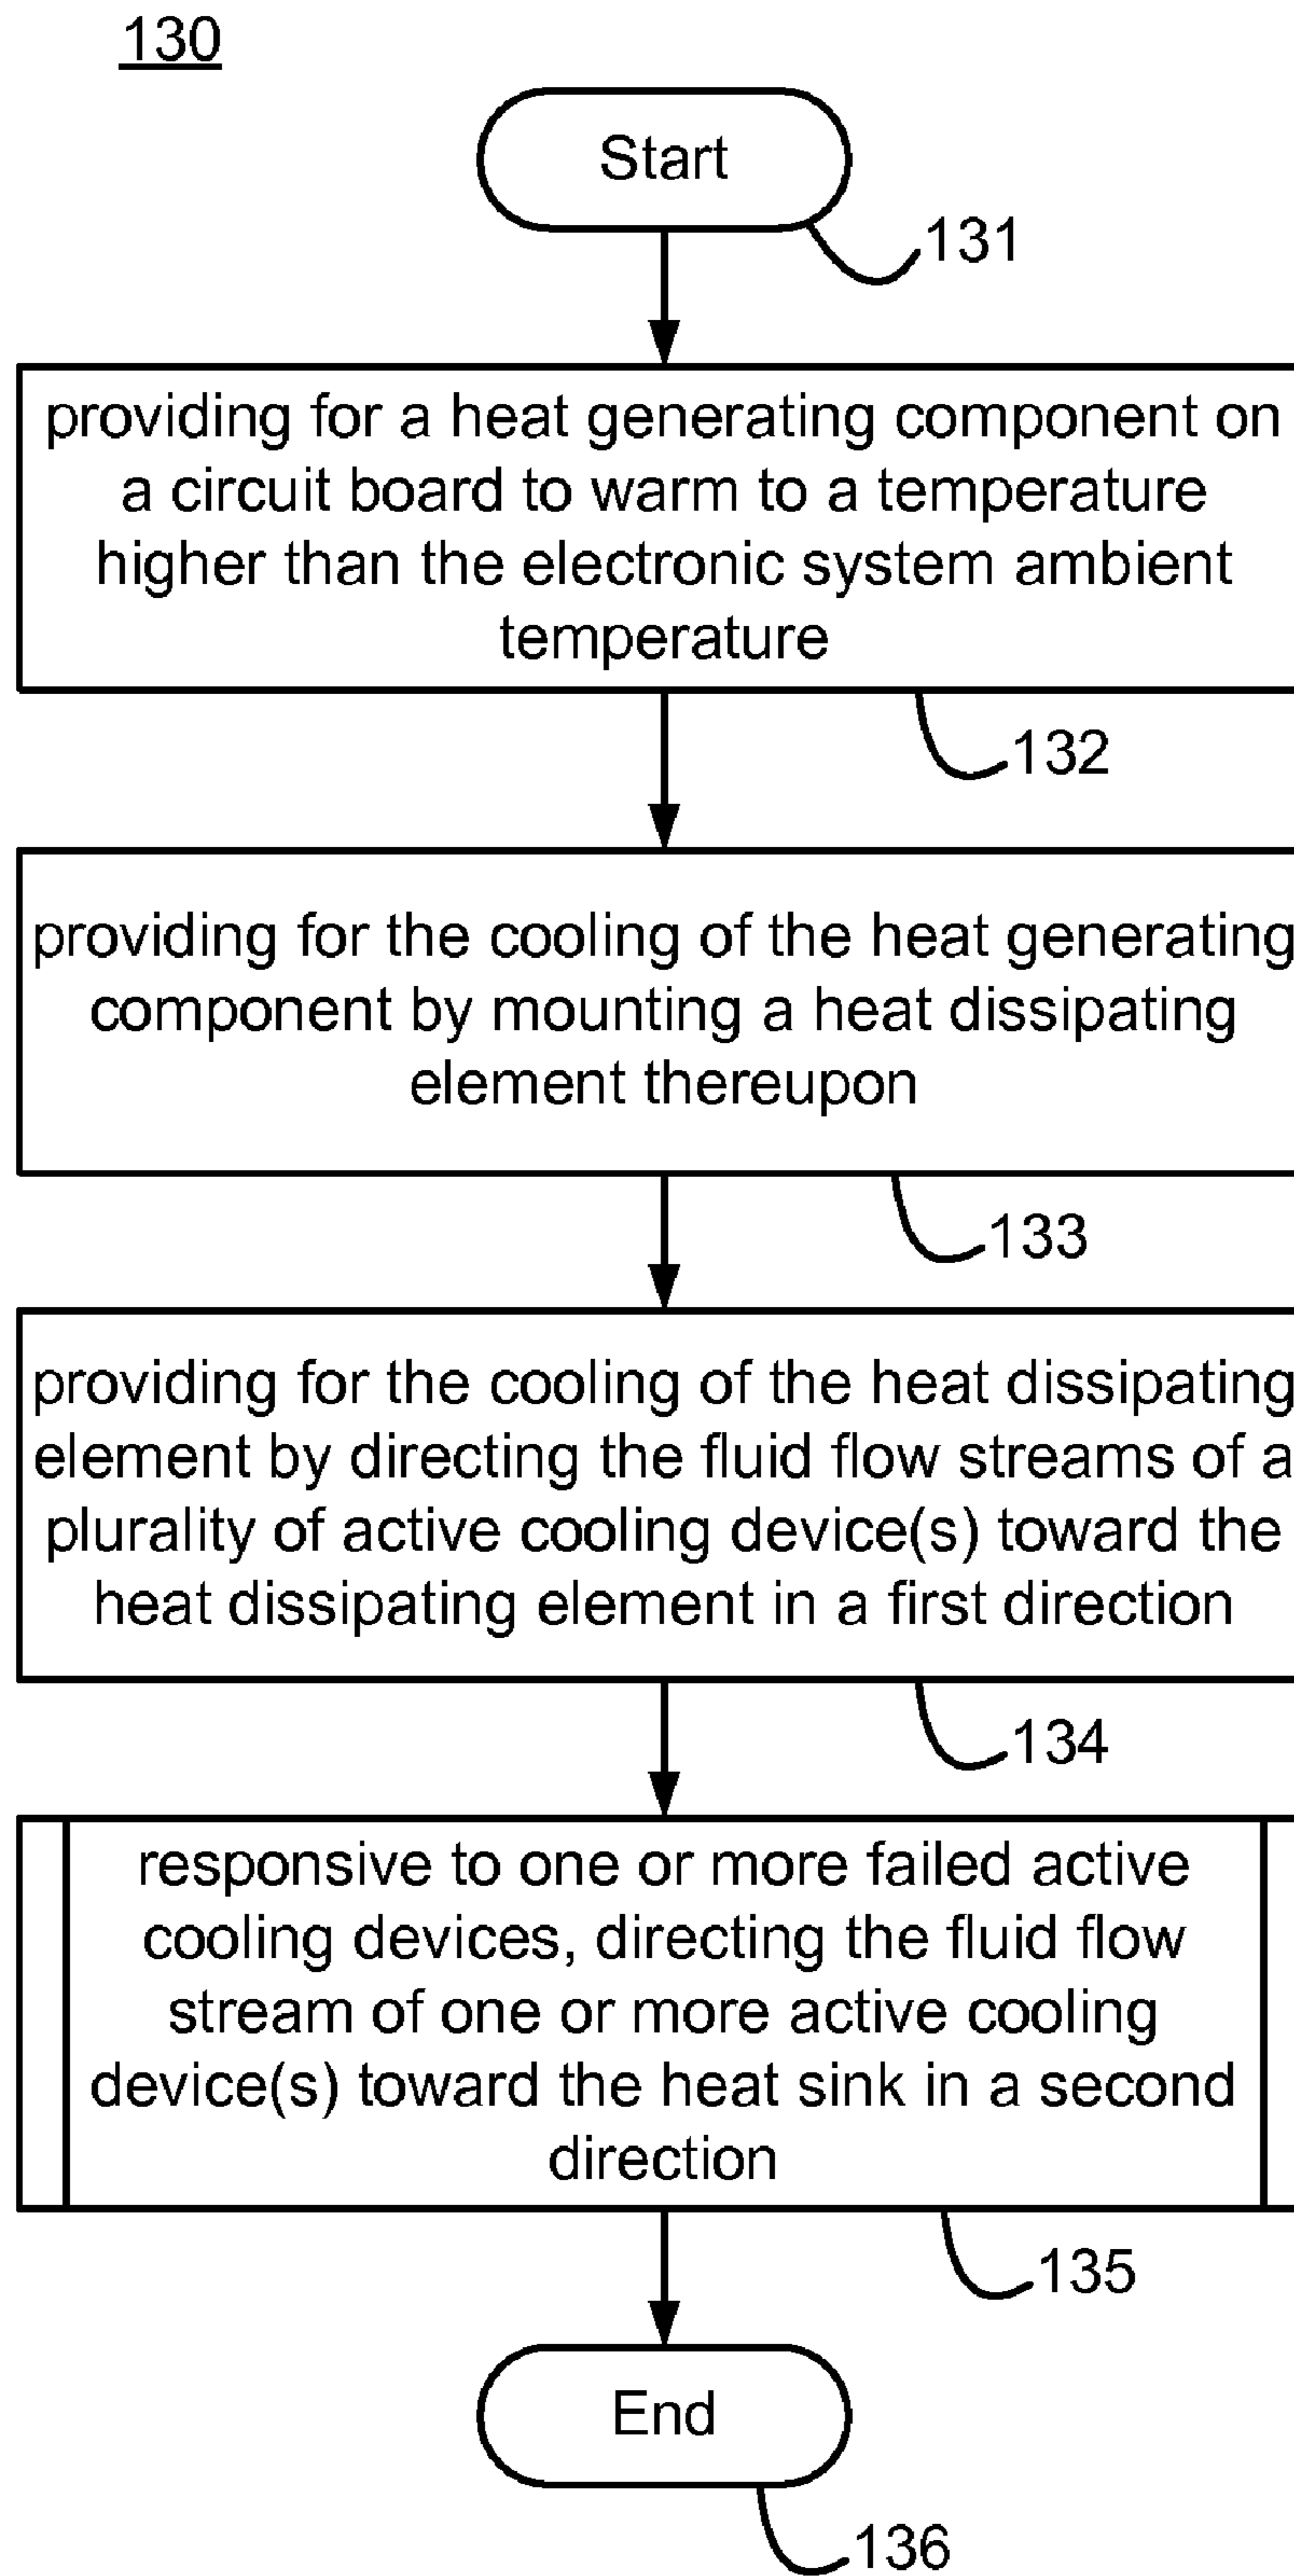 130
Start
131
providing for a heat generating component on
a circuit board to warm to a temperature
higher than the electronic system ambient
temperature
132
providing for the cooling of the heat generating
component by mounting a heat dissipating
element thereupon
133
providing for the cooling of the heat dissipating
element by directing the fluid flow streams of a
plurality of active cooling device(s) toward the
heat dissipating element in a first direction
134
responsive to one or more failed active
cooling devices, directing the fluid flow
stream of one or more active cooling
device(s) toward the heat sink in a second
direction
135
End
136